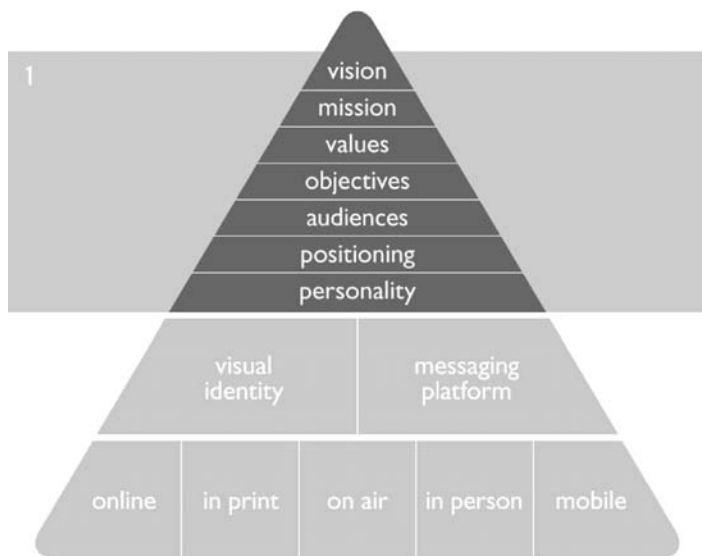 1
vision
mission
values
objectives
audiences
positioning
personality
visual
identity
messaging
platform
online
in print
on air
in person
mobile